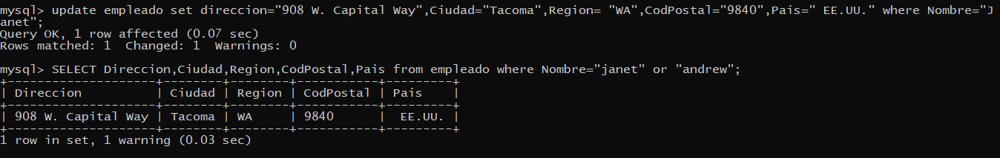 mysql> update empleado set direccion="908 W. Capital Way",Ciudad="Tacoma",Region= "WA",CodPostal="9840",Pais=" EE.UU." where Nombre="J
anet";
Query OK, 1 row affected (0.07 sec)
Rows matched: 1  Changed: 1  Warnings: 0

mysql> SELECT Direccion,Ciudad,Region,CodPostal,Pais from empleado where Nombre="janet" or "andrew";
+--------------------+--------+--------+-----------+---------+
| Direccion          | Ciudad | Region | CodPostal | Pais    |
+--------------------+--------+--------+-----------+---------+
| 908 W. Capital Way | Tacoma | WA     | 9840      |  EE.UU. |
+--------------------+--------+--------+-----------+---------+
1 row in set, 1 warning (0.03 sec)